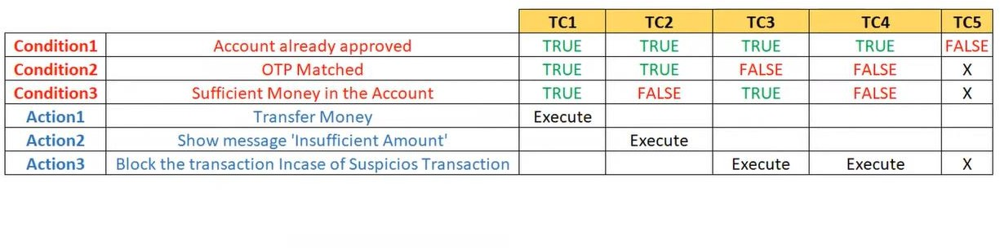 TC1 TC2 TC3 TC4 TC5
Condition1 Account already approved TRUE TRUE TRUE TRUE FALSE
Condition2 OTP Matched TRUE TRUE FALSE FALSE X
Condition3 Sufficient Money in the Account TRUE FALSE TRUE FALSE X
Action1 Transfer Money Execute
Action2 Show message 'Insufficient Amount' Execute
Action3 Block the transaction Incase of Suspicios Transaction Execute Execute X